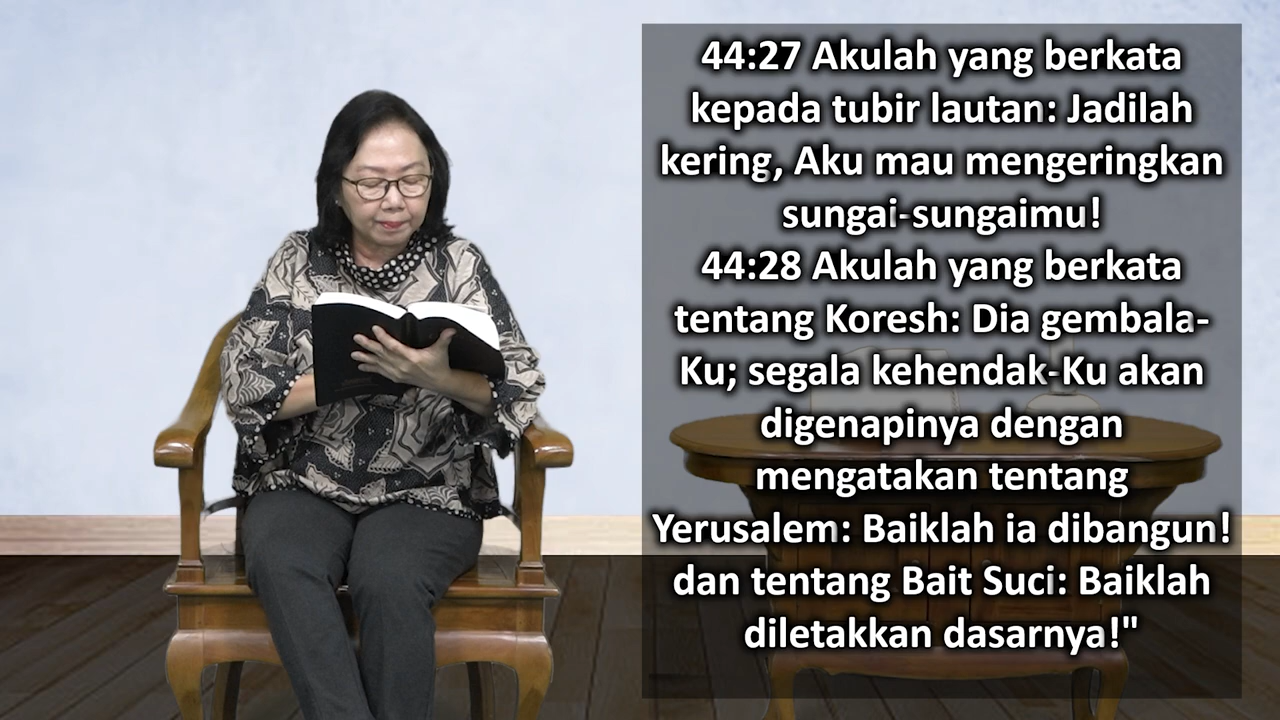 44:27 Akulah yang berkata
kepada tubir lautan: Jadilah
kering, Aku mau mengeringkan
sungai-sungaimu!
44:28 Akulah yang berkata
tentang Koresh: Dia gembala-
Ku; segala kehendak-Ku akan
digenapinya dengan
mengatakan tentang
Yerusalem: Baiklah ia dibangun!
dan tentang Bait Suci: Baiklah
diletakkan dasarnya!"